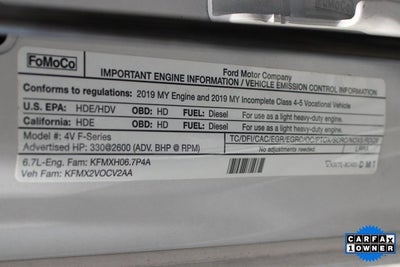 FoMoCo
Ford Motor Company
IMPORTANT ENGINE INFORMATION / VEHICLE EMISSION CONTROL INFORMATION
Conforms to regulations: 2019 MY Engine and 2019 MY Incomplete Class 4-5 Vocational Vehicle
U.S. EPA: HDE/HDV OBD: HD FUEL: Diesel For use as a light heavy-duty engine.
California: HDE OBD: HD FUEL: Diesel For use as a light heavy-duty engine.
Model #: 4V F-Series
Advertised HP: 330@2600 (ADV. BHP @ RPM) No adjustments needed.
6.7L-Eng. Fam: KFMXH06.7P4A
Veh Fam: KFMX2VOCV2AA
CARFAX
1 OWNER